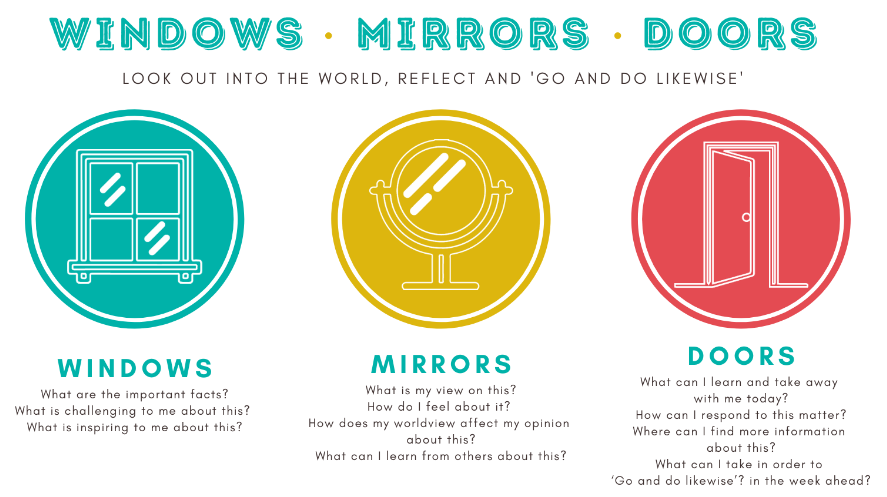 WINDOWS • MIRRORS • DOORS
LOOK OUT INTO THE WORLD, REFLECT AND 'GO AND DO LIKEWISE'
WINDOWS
What are the important facts?
What is challenging to me about this?
What is inspiring to me about this?
MIRRORS
What is my view on this?
How do I feel about it?
How does my worldview affect my opinion
about this?
What can I learn from others about this?
DOORS
What can I learn and take away
with me today?
How can I respond to this matter?
Where can I find more information
about this?
What can I take in order to
‘Go and do likewise’? in the week ahead?